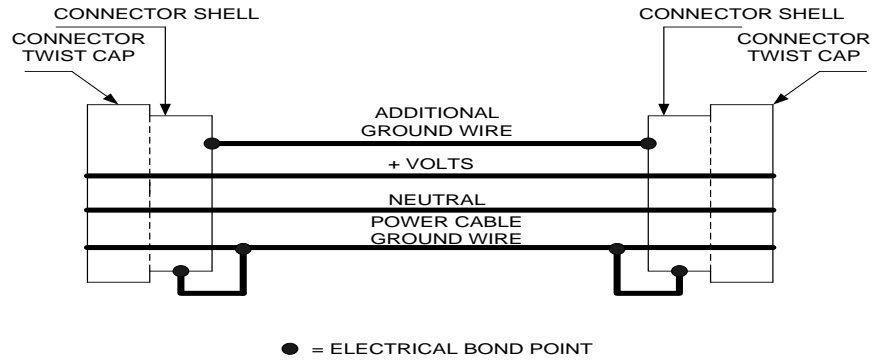 CONNECTOR SHELL
CONNECTOR SHELL
CONNECTOR
TWIST CAP
CONNECTOR
TWIST CAP
ADDITIONAL
GROUND WIRE
+ VOLTS
NEUTRAL
POWER CABLE
GROUND WIRE
= ELECTRICAL BOND POINT